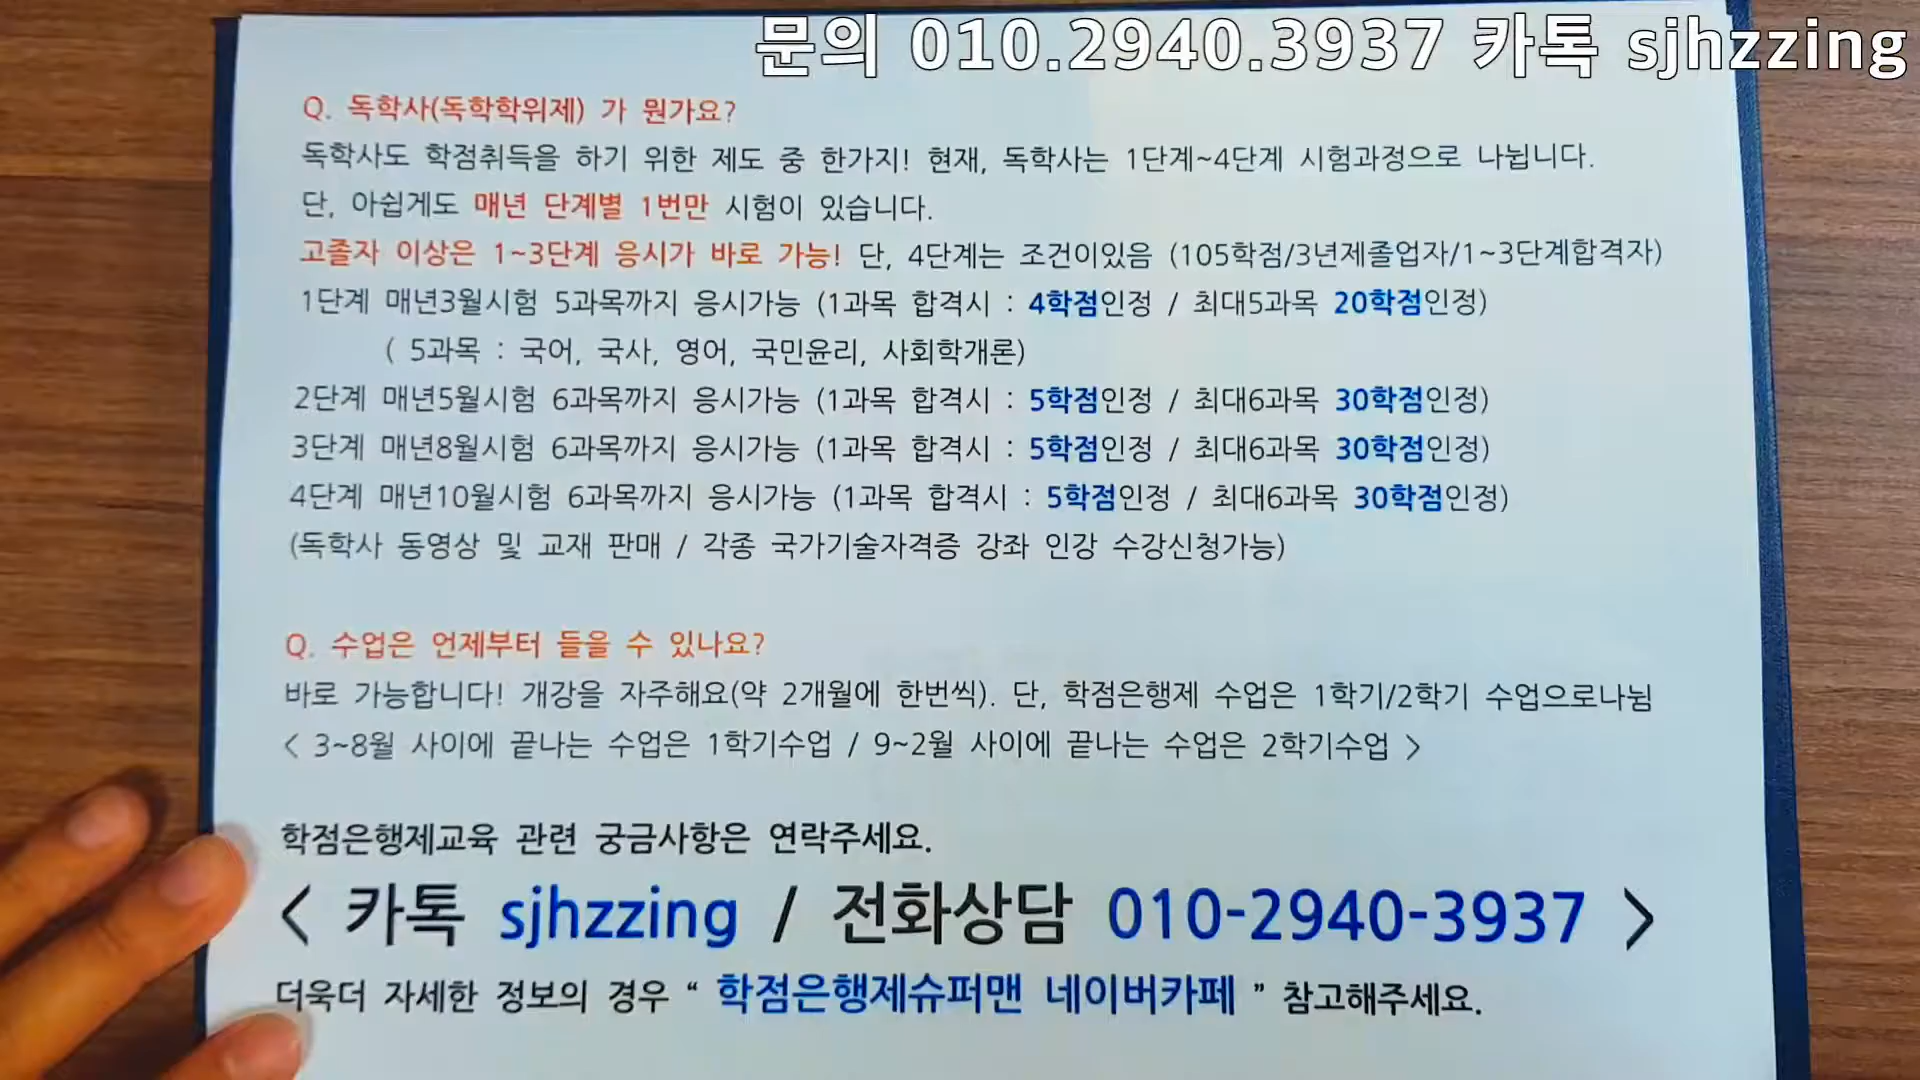 문의 010.2940.3937 카톡 sjhzzing
Q. 독학사(독학학위제) 가 뭔가요?
독학사도 학점취득을 하기 위한 제도 중 한가지! 현재, 독학사는 1단계~4단계 시험과정으로 나뉩니다.
단, 아쉽게도 매년 단계별 1번만 시험이 있습니다.
고졸자 이상은 1~3단계 응시가 바로 가능! 단, 4단계는 조건이있음 (105학점/3년제졸업자/1~3단계합격자)
1단계 매년3월시험 5과목까지 응시가능 (1과목 합격시 : 4학점인정 / 최대5과목 20학점인정)
( 5과목 : 국어, 국사, 영어, 국민윤리, 사회학개론)
2단계 매년5월시험 6과목까지 응시가능 (1과목 합격시 : 5학점인정 / 최대6과목 30학점인정)
3단계 매년8월시험 6과목까지 응시가능 (1과목 합격시 : 5학점인정 / 최대6과목 30학점인정)
4단계 매년10월시험 6과목까지 응시가능 (1과목 합격시 : 5학점인정 / 최대6과목 30학점인정)
(독학사 동영상 및 교재 판매 / 각종 국가기술자격증 강좌 인강 수강신청가능)
Q. 수업은 언제부터 들을 수 있나요?
바로 가능합니다! 개강을 자주해요(약 2개월에 한번씩). 단, 학점은행제 수업은 1학기/2학기 수업으로나뉨
< 3~8월 사이에 끝나는 수업은 1학기수업 / 9~2월 사이에 끝나는 수업은 2학기수업 >
학점은행제교육 관련 궁금사항은 연락주세요.
< 카톡 sjhzzing / 전화상담 010-2940-3937 >
더욱더 자세한 정보의 경우 “ 학점은행제슈퍼맨 네이버카페 ” 참고해주세요.